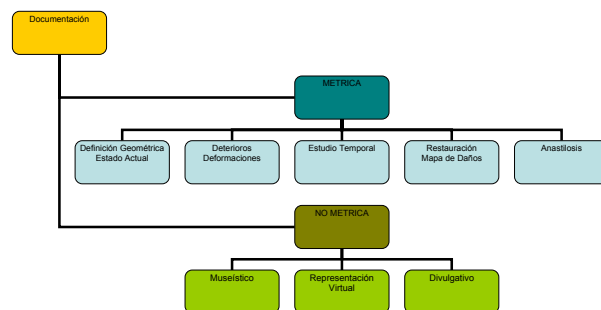 Documentación
METRICA
Definición Geométrica
Estado Actual
Deterioros
Deformaciones
Estudio Temporal
Restauración
Mapa de Daños
Anastilosis
NO METRICA
Museístico
Representación
Virtual
Divulgativo